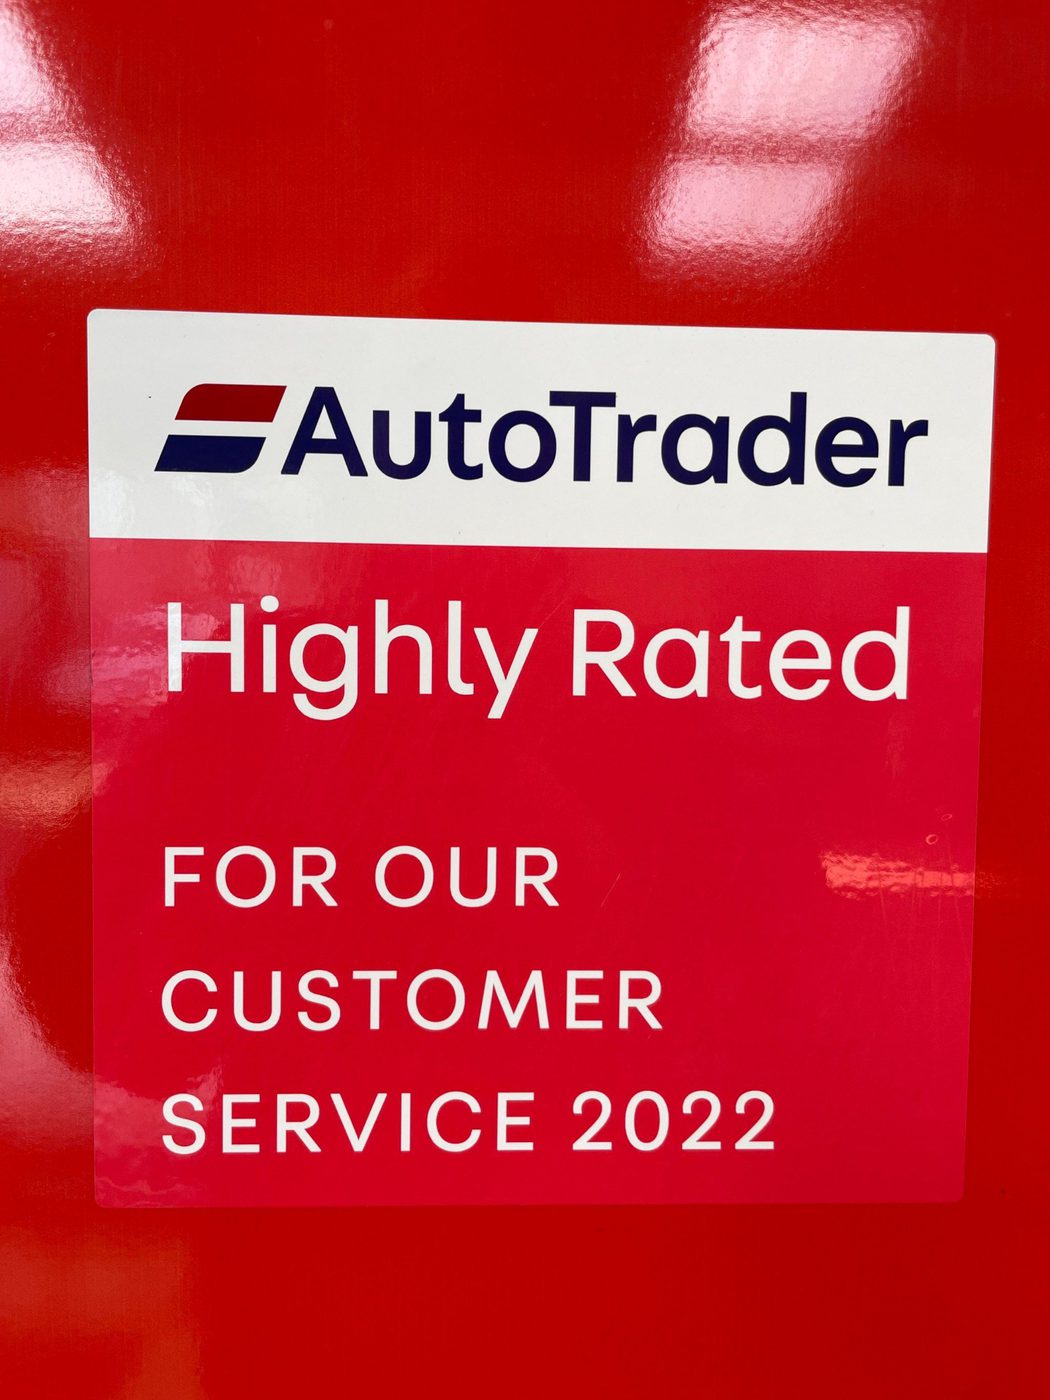 AutoTrader
Highly Rated
FOR OUR
CUSTOMER
SERVICE 2022